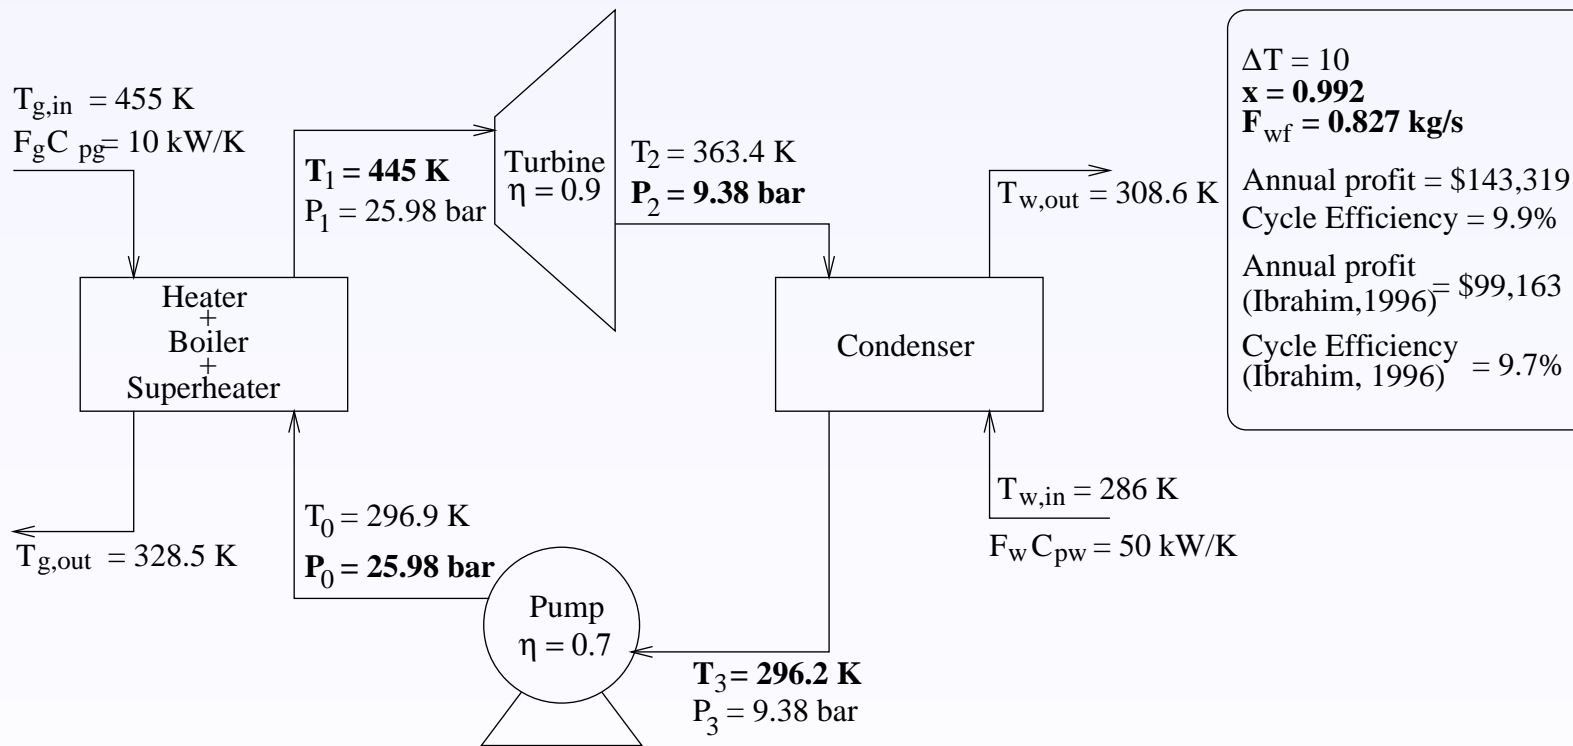 T_g,in = 455 K
F_g C_pg = 10 kW/K
T_1 = 445 K
P_1 = 25.98 bar
Turbine
η = 0.9
T_2 = 363.4 K
P_2 = 9.38 bar
T_w,out = 308.6 K
ΔT = 10
x = 0.992
F_wf = 0.827 kg/s
Annual profit = $143,319
Cycle Efficiency = 9.9%
Annual profit
(Ibrahim,1996) = $99,163
Cycle Efficiency
(Ibrahim, 1996) = 9.7%
Heater
+
Boiler
+
Superheater
Condenser
T_g,out = 328.5 K
T_0 = 296.9 K
P_0 = 25.98 bar
Pump
η = 0.7
T_3 = 296.2 K
P_3 = 9.38 bar
T_w,in = 286 K
F_w C_pw = 50 kW/K